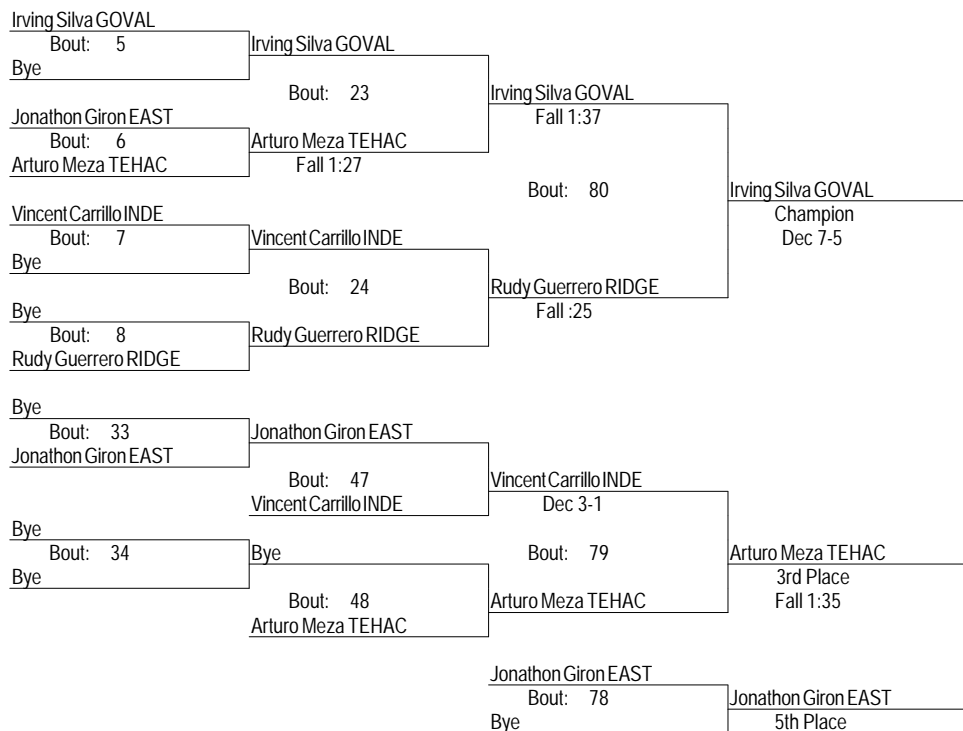 Irving Silva GOVAL
Bout: 5
Irving Silva GOVAL
Bye
Bout: 23
Irving Silva GOVAL
Jonathon Giron EAST
Fall 1:37
Bout: 6
Arturo Meza TEHAC
Arturo Meza TEHAC
Fall 1:27
Bout: 80
Irving Silva GOVAL
Vincent Carrillo INDE
Champion
Bout: 7
Vincent Carrillo INDE
Dec 7-5
Bye
Bout: 24
Rudy Guerrero RIDGE
Bye
Fall :25
Bout: 8
Rudy Guerrero RIDGE
Rudy Guerrero RIDGE
Bye
Bout: 33
Jonathon Giron EAST
Jonathon Giron EAST
Bout: 47
Vincent Carrillo INDE
Vincent Carrillo INDE
Dec 3-1
Bye
Bout: 34
Bye
Bout: 79
Arturo Meza TEHAC
Bye
3rd Place
Bout: 48
Arturo Meza TEHAC
Fall 1:35
Arturo Meza TEHAC
Jonathon Giron EAST
Bout: 78
Jonathon Giron EAST
Bye
5th Place